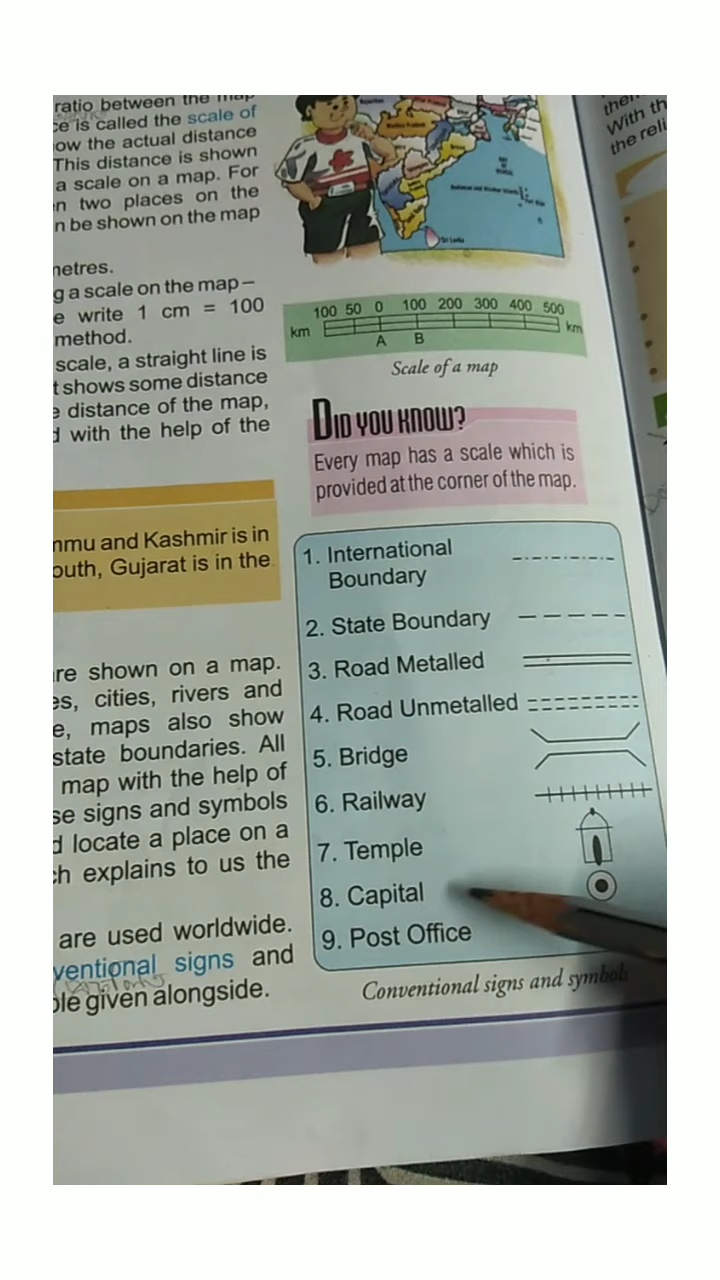 ratio between the map
ce is called the scale of
ow the actual distance
This distance is shown
a scale on a map. For
n two places on the
n be shown on the map
metres.
g a scale on the map –
e write 1 cm = 100
method.
scale, a straight line is
t shows some distance
e distance of the map,
d with the help of the
mmu and Kashmir is in
outh, Gujarat is in the
re shown on a map.
es, cities, rivers and
e, maps also show
state boundaries. All
map with the help of
se signs and symbols
d locate a place on a
ch explains to us the
are used worldwide.
ventional signs and
ole given alongside.
Sri Lanka
100 50 0 100 200 300 400 500
km km
A B
Scale of a map
DID YOU KNOW?
Every map has a scale which is
provided at the corner of the map.
1. International
Boundary
2. State Boundary
3. Road Metalled
4. Road Unmetalled
5. Bridge
6. Railway
7. Temple
8. Capital
9. Post Office
Conventional signs and symbols
With th
the reli